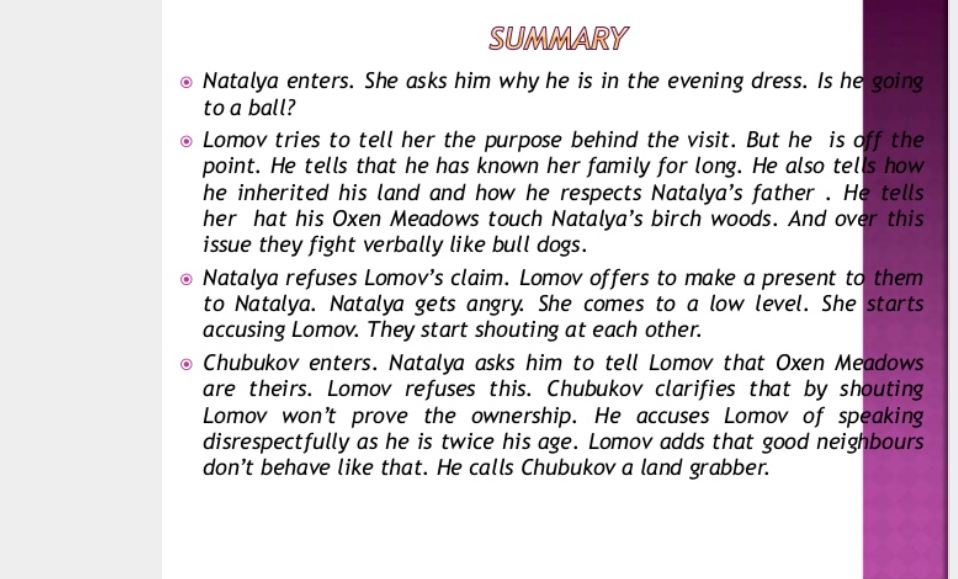 SUMMARY
Natalya enters. She asks him why he is in the evening dress. Is he going
to a ball?
Lomov tries to tell her the purpose behind the visit. But he is off the
point. He tells that he has known her family for long. He also tells how
he inherited his land and how he respects Natalya's father . He tells
her hat his Oxen Meadows touch Natalya's birch woods. And over this
issue they fight verbally like bull dogs.
Natalya refuses Lomov's claim. Lomov offers to make a present to them
to Natalya. Natalya gets angry. She comes to a low level. She starts
accusing Lomov. They start shouting at each other.
Chubukov enters. Natalya asks him to tell Lomov that Oxen Meadows
are theirs. Lomov refuses this. Chubukov clarifies that by shouting
Lomov won't prove the ownership. He accuses Lomov of speaking
disrespectfully as he is twice his age. Lomov adds that good neighbours
don't behave like that. He calls Chubukov a land grabber.